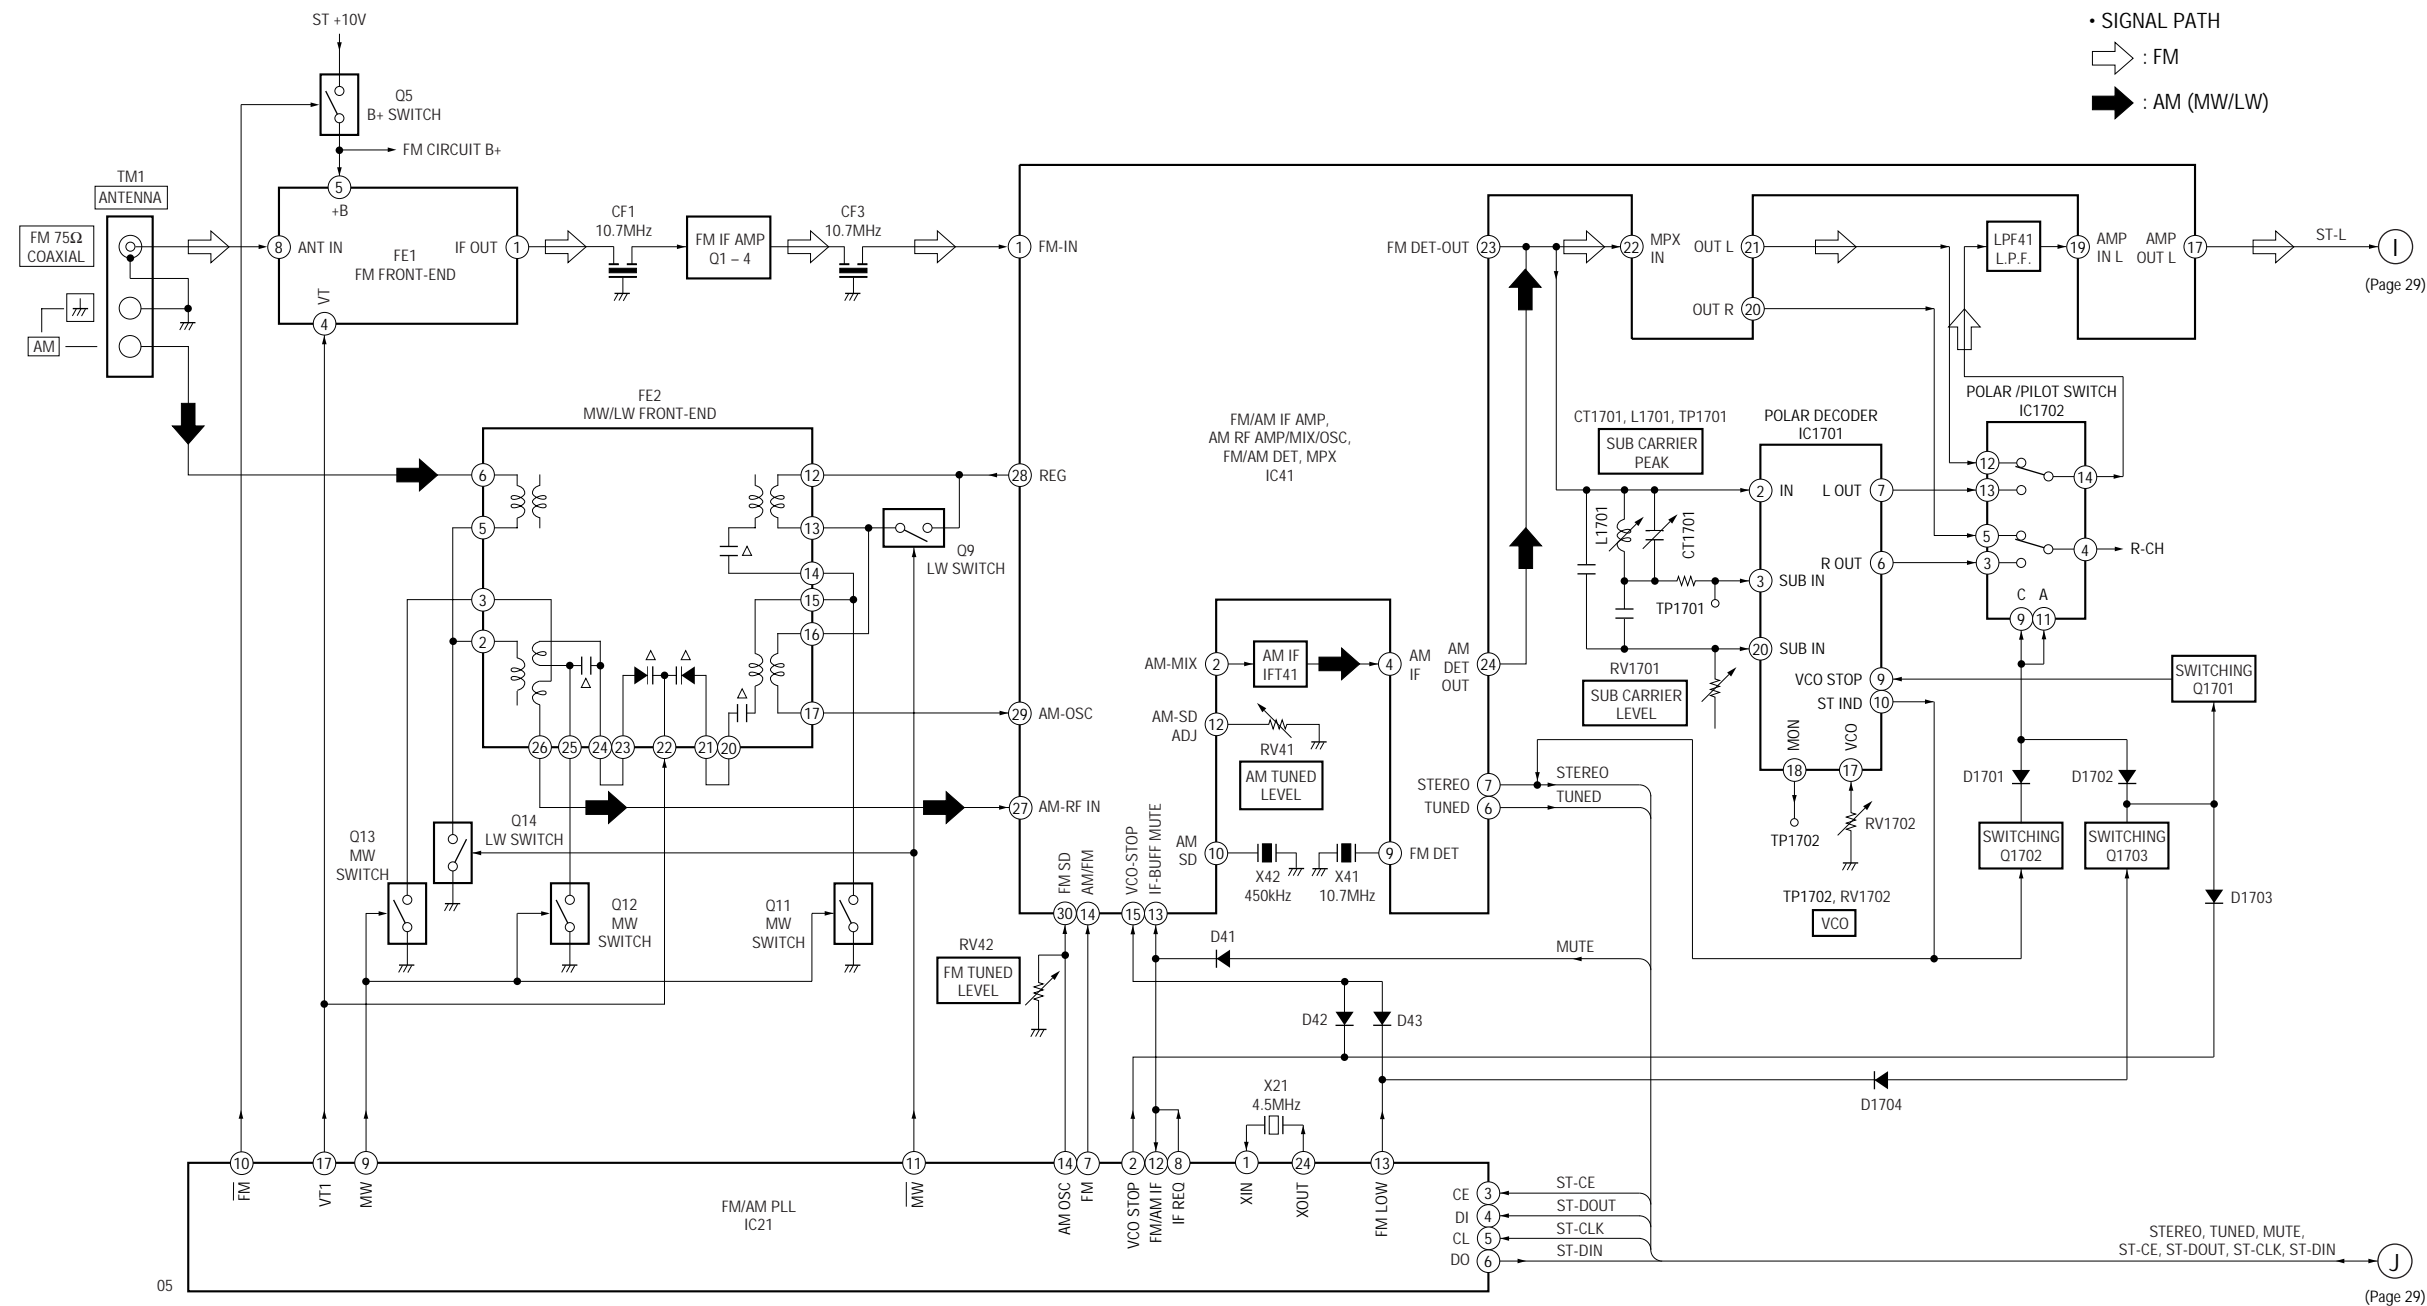 • SIGNAL PATH
: FM
: AM (MW/LW)
ST +10V
Q5
B+ SWITCH
FM CIRCUIT B+
TM1
ANTENNA
FM 75Ω
COAXIAL
AM
5
+B
8
ANT IN
IF OUT
1
FE1
FM FRONT-END
VT
4
CF1
10.7MHz
FM IF AMP
Q1 – 4
CF3
10.7MHz
1
FM-IN
FM DET-OUT
23
22
MPX
IN
OUT L
21
OUT R
20
LPF41
L.P.F.
19
AMP
IN L
AMP
OUT L
17
ST-L
I
(Page 29)
FE2
MW/LW FRONT-END
6
5
3
2
12
13
14
15
16
17
26
25
24
23
22
21
20
△
△
△
△
△
28
REG
Q9
LW SWITCH
FM/AM IF AMP,
AM RF AMP/MIX/OSC,
FM/AM DET, MPX
IC41
29
AM-OSC
27
AM-RF IN
AM-MIX
2
AM IF
IFT41
4
AM
IF
AM
DET
OUT
24
AM-SD
ADJ
12
RV41
AM TUNED
LEVEL
AM
SD
10
X42
450kHz
X41
10.7MHz
9
FM DET
STEREO
7
STEREO
TUNED
6
TUNED
FM SD
AM/FM
VCO-STOP
IF-BUFF MUTE
30
14
15
13
CT1701, L1701, TP1701
SUB CARRIER
PEAK
L1701
CT1701
TP1701
RV1701
SUB CARRIER
LEVEL
POLAR DECODER
IC1701
2
IN
L OUT
7
R OUT
6
3
SUB IN
20
SUB IN
VCO STOP
9
ST IND
10
MON
VCO
18
17
TP1702
RV1702
TP1702, RV1702
VCO
POLAR /PILOT SWITCH
IC1702
12
13
5
3
14
4
R-CH
C
A
9
11
SWITCHING
Q1701
D1701
D1702
SWITCHING
Q1702
SWITCHING
Q1703
D1703
Q13
MW
SWITCH
Q14
LW SWITCH
Q12
MW
SWITCH
Q11
MW
SWITCH
RV42
FM TUNED
LEVEL
D41
MUTE
D42
D43
D1704
X21
4.5MHz
10
17
9
11
14
7
2
12
8
1
24
13
FM
VT1
MW
MW
AM OSC
FM
VCO STOP
FM/AM IF
IF REQ
XIN
XOUT
FM LOW
FM/AM PLL
IC21
CE
3
ST-CE
DI
4
ST-DOUT
CL
5
ST-CLK
DO
6
ST-DIN
STEREO, TUNED, MUTE,
ST-CE, ST-DOUT, ST-CLK, ST-DIN
J
(Page 29)
05